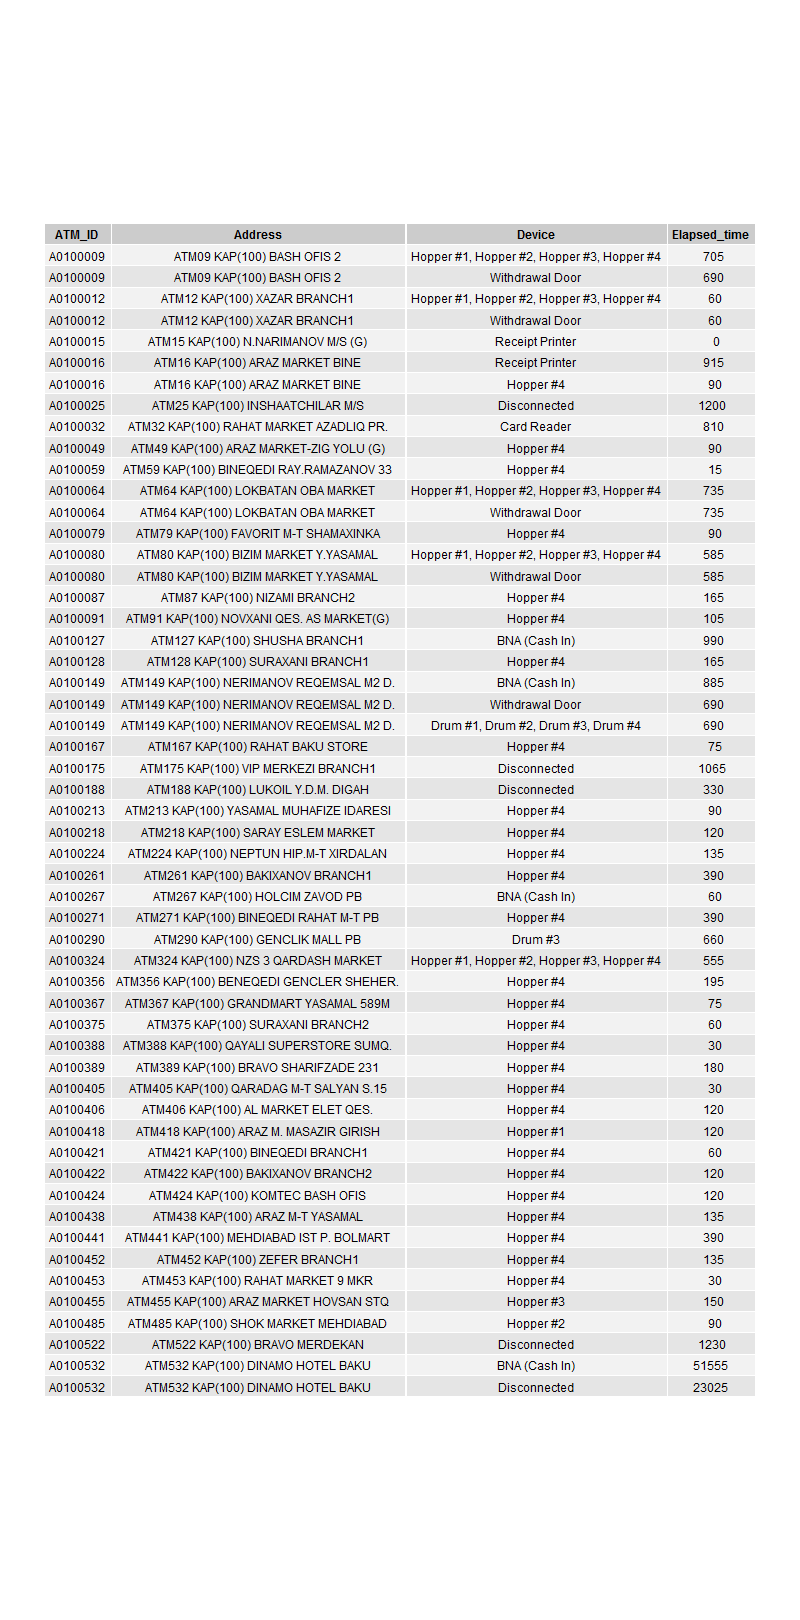 ATM_ID Address Device Elapsed_time
A0100009 ATM09 KAP(100) BASH OFIS 2 Hopper #1, Hopper #2, Hopper #3, Hopper #4 705
A0100009 ATM09 KAP(100) BASH OFIS 2 Withdrawal Door 690
A0100012 ATM12 KAP(100) XAZAR BRANCH1 Hopper #1, Hopper #2, Hopper #3, Hopper #4 60
A0100012 ATM12 KAP(100) XAZAR BRANCH1 Withdrawal Door 60
A0100015 ATM15 KAP(100) N.NARIMANOV M/S (G) Receipt Printer 0
A0100016 ATM16 KAP(100) ARAZ MARKET BINE Receipt Printer 915
A0100016 ATM16 KAP(100) ARAZ MARKET BINE Hopper #4 90
A0100025 ATM25 KAP(100) INSHAATCHILAR M/S Disconnected 1200
A0100032 ATM32 KAP(100) RAHAT MARKET AZADLIQ PR. Card Reader 810
A0100049 ATM49 KAP(100) ARAZ MARKET-ZIG YOLU (G) Hopper #4 90
A0100059 ATM59 KAP(100) BINEQEDI RAY.RAMAZANOV 33 Hopper #4 15
A0100064 ATM64 KAP(100) LOKBATAN OBA MARKET Hopper #1, Hopper #2, Hopper #3, Hopper #4 735
A0100064 ATM64 KAP(100) LOKBATAN OBA MARKET Withdrawal Door 735
A0100079 ATM79 KAP(100) FAVORIT M-T SHAMAXINKA Hopper #4 90
A0100080 ATM80 KAP(100) BIZIM MARKET Y.YASAMAL Hopper #1, Hopper #2, Hopper #3, Hopper #4 585
A0100080 ATM80 KAP(100) BIZIM MARKET Y.YASAMAL Withdrawal Door 585
A0100087 ATM87 KAP(100) NIZAMI BRANCH2 Hopper #4 165
A0100091 ATM91 KAP(100) NOVXANI QES. AS MARKET(G) Hopper #4 105
A0100127 ATM127 KAP(100) SHUSHA BRANCH1 BNA (Cash In) 990
A0100128 ATM128 KAP(100) SURAXANI BRANCH1 Hopper #4 165
A0100149 ATM149 KAP(100) NERIMANOV REQEMSAL M2 D. BNA (Cash In) 885
A0100149 ATM149 KAP(100) NERIMANOV REQEMSAL M2 D. Withdrawal Door 690
A0100149 ATM149 KAP(100) NERIMANOV REQEMSAL M2 D. Drum #1, Drum #2, Drum #3, Drum #4 690
A0100167 ATM167 KAP(100) RAHAT BAKU STORE Hopper #4 75
A0100175 ATM175 KAP(100) VIP MERKEZI BRANCH1 Disconnected 1065
A0100188 ATM188 KAP(100) LUKOIL Y.D.M. DIGAH Disconnected 330
A0100213 ATM213 KAP(100) YASAMAL MUHAFIZE IDARESI Hopper #4 90
A0100218 ATM218 KAP(100) SARAY ESLEM MARKET Hopper #4 120
A0100224 ATM224 KAP(100) NEPTUN HIP.M-T XIRDALAN Hopper #4 135
A0100261 ATM261 KAP(100) BAKIXANOV BRANCH1 Hopper #4 390
A0100267 ATM267 KAP(100) HOLCIM ZAVOD PB BNA (Cash In) 60
A0100271 ATM271 KAP(100) BINEQEDI RAHAT M-T PB Hopper #4 390
A0100290 ATM290 KAP(100) GENCLIK MALL PB Drum #3 660
A0100324 ATM324 KAP(100) NZS 3 QARDASH MARKET Hopper #1, Hopper #2, Hopper #3, Hopper #4 555
A0100356 ATM356 KAP(100) BENEQEDI GENCLER SHEHER. Hopper #4 195
A0100367 ATM367 KAP(100) GRANDMART YASAMAL 589M Hopper #4 75
A0100375 ATM375 KAP(100) SURAXANI BRANCH2 Hopper #4 60
A0100388 ATM388 KAP(100) QAYALI SUPERSTORE SUMQ. Hopper #4 30
A0100389 ATM389 KAP(100) BRAVO SHARIFZADE 231 Hopper #4 180
A0100405 ATM405 KAP(100) QARADAG M-T SALYAN S.15 Hopper #4 30
A0100406 ATM406 KAP(100) AL MARKET ELET QES. Hopper #4 120
A0100418 ATM418 KAP(100) ARAZ M. MASAZIR GIRISH Hopper #1 120
A0100421 ATM421 KAP(100) BINEQEDI BRANCH1 Hopper #4 60
A0100422 ATM422 KAP(100) BAKIXANOV BRANCH2 Hopper #4 120
A0100424 ATM424 KAP(100) KOMTEC BASH OFIS Hopper #4 120
A0100438 ATM438 KAP(100) ARAZ M-T YASAMAL Hopper #4 135
A0100441 ATM441 KAP(100) MEHDIABAD IST P. BOLMART Hopper #4 390
A0100452 ATM452 KAP(100) ZEFER BRANCH1 Hopper #4 135
A0100453 ATM453 KAP(100) RAHAT MARKET 9 MKR Hopper #4 30
A0100455 ATM455 KAP(100) ARAZ MARKET HOVSAN STQ Hopper #3 150
A0100485 ATM485 KAP(100) SHOK MARKET MEHDIABAD Hopper #2 90
A0100522 ATM522 KAP(100) BRAVO MERDEKAN Disconnected 1230
A0100532 ATM532 KAP(100) DINAMO HOTEL BAKU BNA (Cash In) 51555
A0100532 ATM532 KAP(100) DINAMO HOTEL BAKU Disconnected 23025